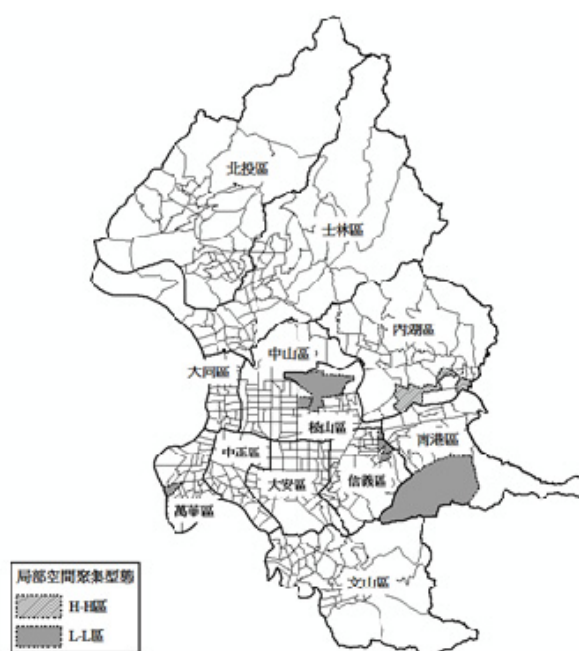 北投區
士林區
內湖區
中山區
大同區
松山區
南港區
中正區
大安區
信義區
萬華區
文山區
局部空間聚集型態
H-H區
L-L區